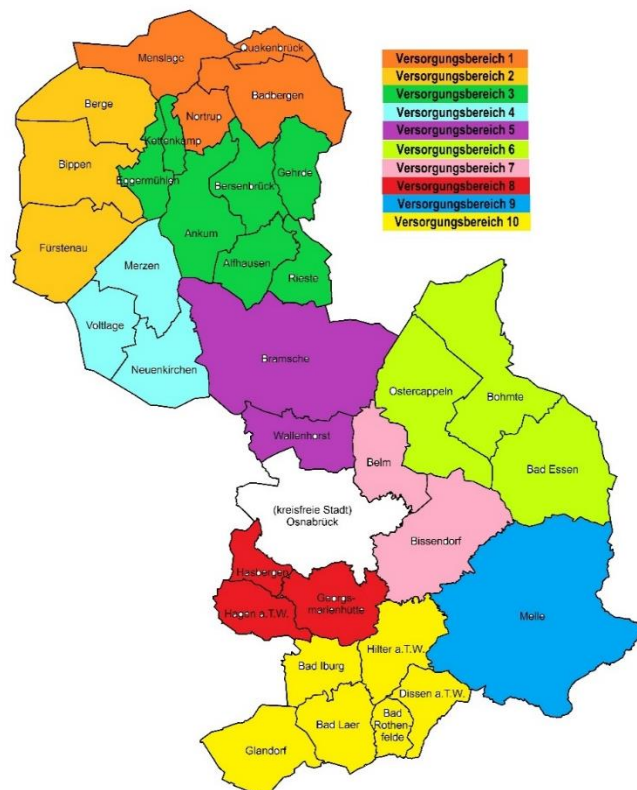 Quakenbrück
Menslage
Badbergen
Nortrup
Berge
Kettenkamp
Bippen
Eggermühlen
Bersenbrück
Gehrde
Fürstenau
Ankum
Alfhausen
Rieste
Merzen
Voltlage
Neuenkirchen
Bramsche
Wallenhorst
Ostercappeln
Bohmte
Bad Essen
Belm
(kreisfreie Stadt)
Osnabrück
Bissendorf
Hasbergen
Hagen a.T.W.
Georgs-
marienhütte
Melle
Hilter a.T.W.
Bad Iburg
Dissen a.T.W.
Bad Laer
Bad
Rothen-
felde
Glandorf
Versorgungsbereich 1
Versorgungsbereich 2
Versorgungsbereich 3
Versorgungsbereich 4
Versorgungsbereich 5
Versorgungsbereich 6
Versorgungsbereich 7
Versorgungsbereich 8
Versorgungsbereich 9
Versorgungsbereich 10